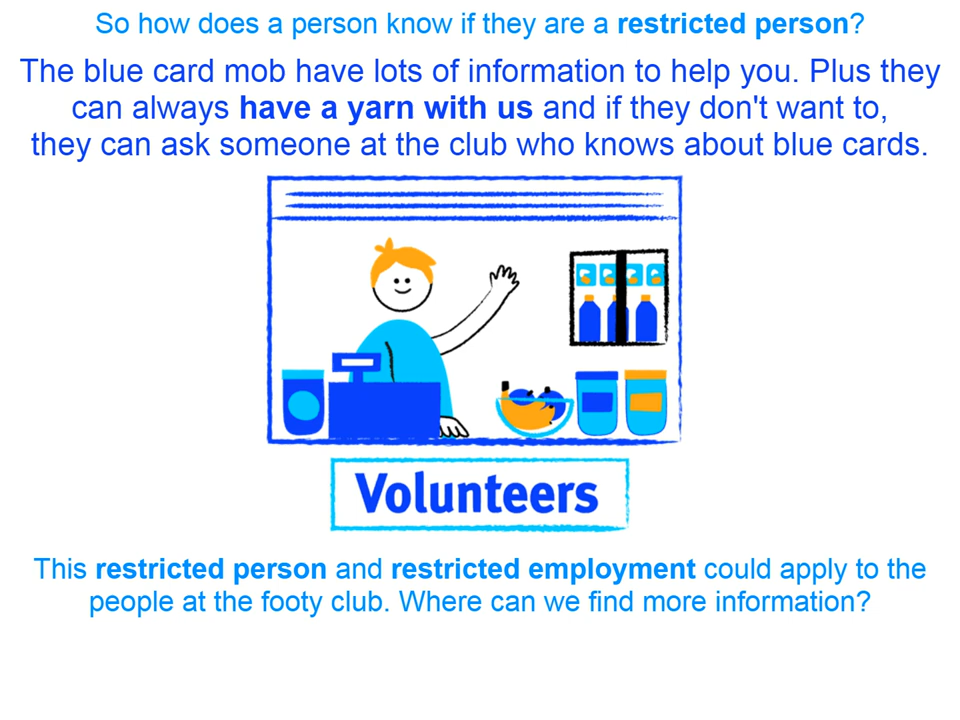 So how does a person know if they are a restricted person?
The blue card mob have lots of information to help you. Plus they
can always have a yarn with us and if they don't want to,
they can ask someone at the club who knows about blue cards.
Volunteers
This restricted person and restricted employment could apply to the
people at the footy club. Where can we find more information?